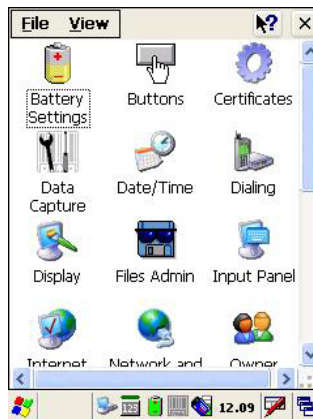 File View
Battery Settings
Buttons
Certificates
Data Capture
Date/Time
Dialing
Display
Files Admin
Input Panel
Internet
Network and
Owner
123
12.09